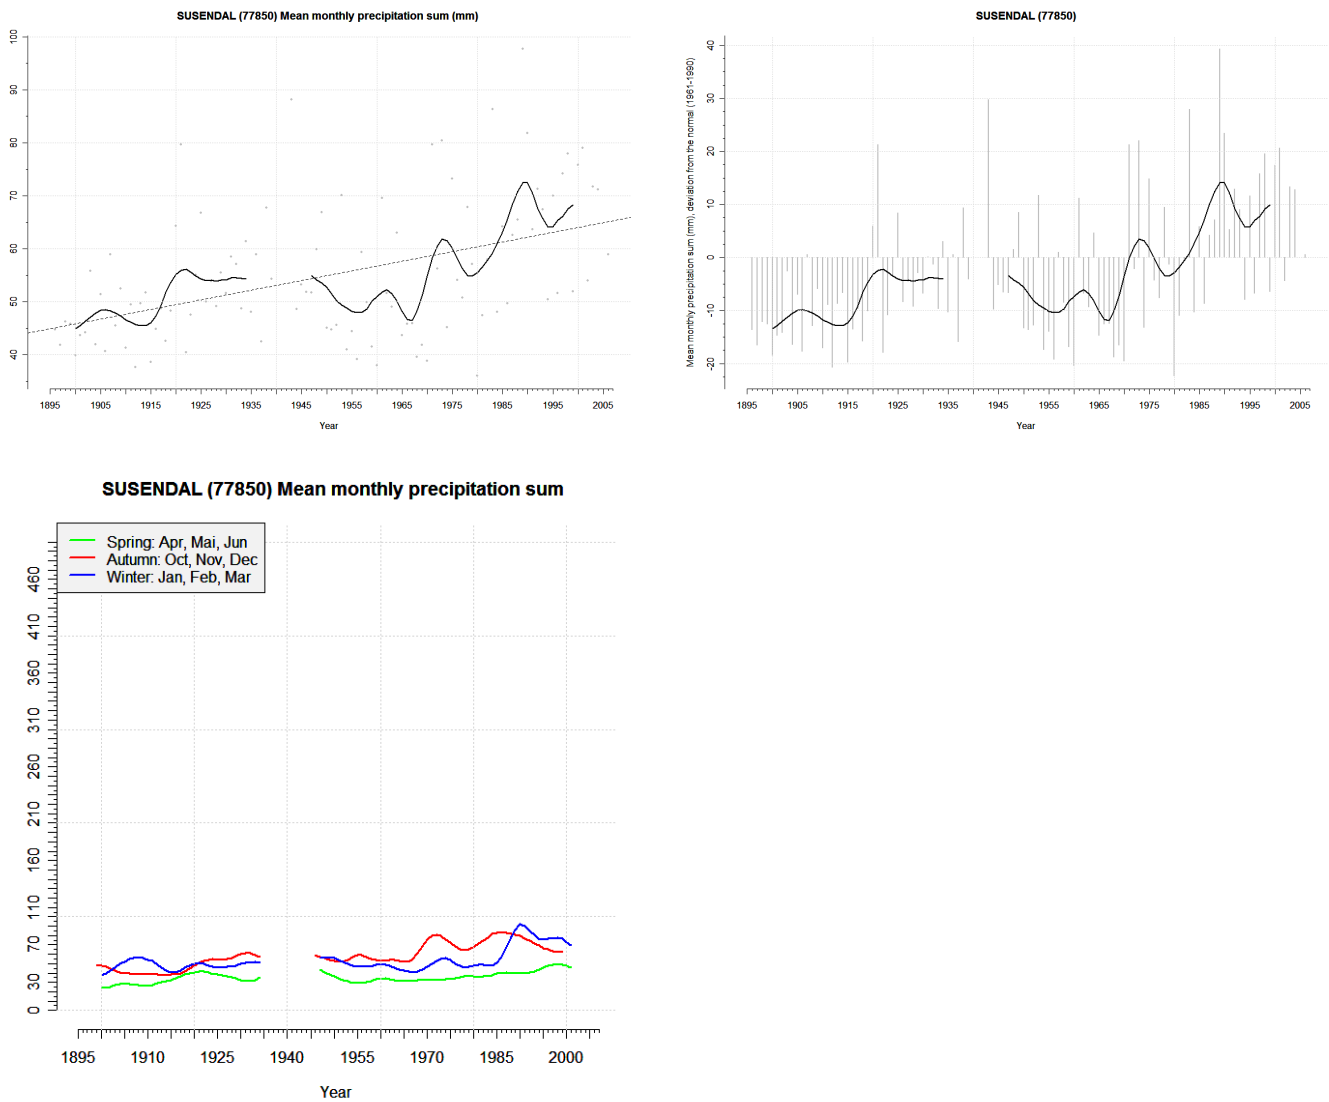 SUSENDAL (77850) Mean monthly precipitation sum (mm)
100
90
80
70
60
50
40
1895 1905 1915 1925 1935 1945 1955 1965 1975 1985 1995 2005
Year
SUSENDAL (77850)
Mean monthly precipitation sum (mm), deviation from the normal (1961-1990)
40
30
20
10
0
-10
-20
1895 1905 1915 1925 1935 1945 1955 1965 1975 1985 1995 2005
Year
SUSENDAL (77850) Mean monthly precipitation sum
Spring: Apr, Mai, Jun
Autumn: Oct, Nov, Dec
Winter: Jan, Feb, Mar
460
410
360
310
260
210
160
110
70
30
0
1895 1910 1925 1940 1955 1970 1985 2000
Year